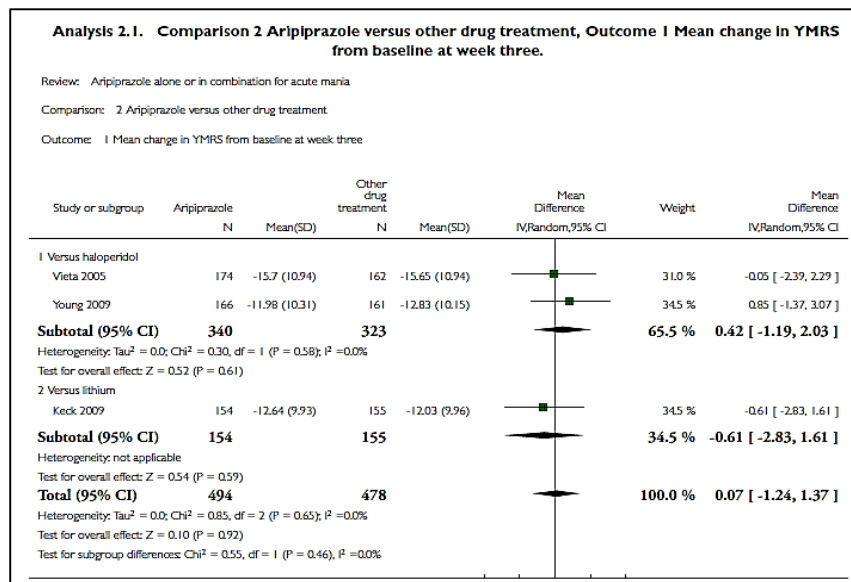 Analysis 2.1. Comparison 2 Aripiprazole versus other drug treatment, Outcome 1 Mean change in YMRS
from baseline at week three.
Review: Aripiprazole alone or in combination for acute mania
Comparison: 2 Aripiprazole versus other drug treatment
Outcome: 1 Mean change in YMRS from baseline at week three
Study or subgroup Aripiprazole Other drug treatment Mean Difference Weight Mean Difference
N Mean(SD) N Mean(SD) IV,Random,95% CI IV,Random,95% CI
1 Versus haloperidol
Vieta 2005 174 -15.7 (10.94) 162 -15.65 (10.94) 31.0 % -0.05 [ -2.39, 2.29 ]
Young 2009 166 -11.98 (10.31) 161 -12.83 (10.15) 34.5 % 0.85 [ -1.37, 3.07 ]
Subtotal (95% CI) 340 323 65.5 % 0.42 [ -1.19, 2.03 ]
Heterogeneity: Tau² = 0.0; Chi² = 0.30, df = 1 (P = 0.58); I² =0.0%
Test for overall effect: Z = 0.52 (P = 0.61)
2 Versus lithium
Keck 2009 154 -12.64 (9.93) 155 -12.03 (9.96) 34.5 % -0.61 [ -2.83, 1.61 ]
Subtotal (95% CI) 154 155 34.5 % -0.61 [ -2.83, 1.61 ]
Heterogeneity: not applicable
Test for overall effect: Z = 0.54 (P = 0.59)
Total (95% CI) 494 478 100.0 % 0.07 [ -1.24, 1.37 ]
Heterogeneity: Tau² = 0.0; Chi² = 0.85, df = 2 (P = 0.65); I² =0.0%
Test for overall effect: Z = 0.10 (P = 0.92)
Test for subgroup differences: Chi² = 0.55, df = 1 (P = 0.46), I² =0.0%